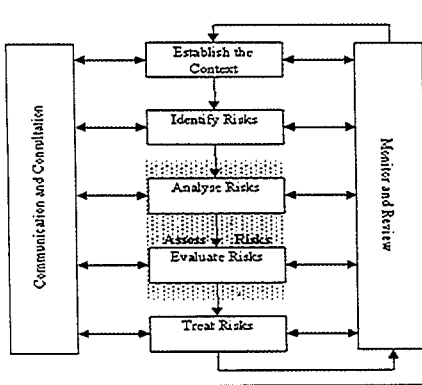 Communication and Consultation
Establish the
Context
Identify Risks
Analyse Risks
Assess Risks
Evaluate Risks
Treat Risks
Monitor and Review